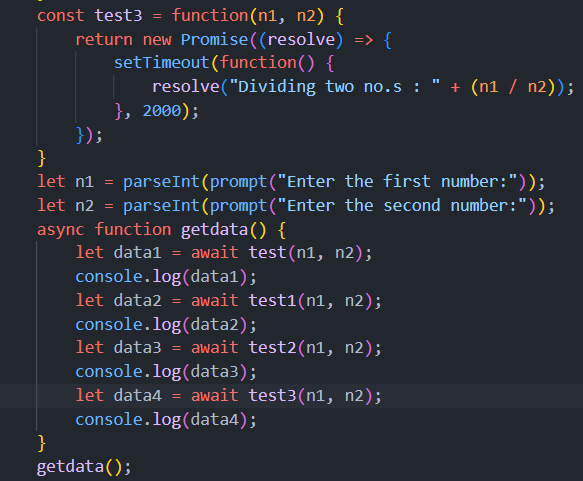 const test3 = function(n1, n2) {
    return new Promise((resolve) => {
        setTimeout(function() {
            resolve("Dividing two no.s : " + (n1 / n2));
        }, 2000);
    });
}
let n1 = parseInt(prompt("Enter the first number:"));
let n2 = parseInt(prompt("Enter the second number:"));
async function getdata() {
    let data1 = await test(n1, n2);
    console.log(data1);
    let data2 = await test1(n1, n2);
    console.log(data2);
    let data3 = await test2(n1, n2);
    console.log(data3);
    let data4 = await test3(n1, n2);
    console.log(data4);
}
getdata();